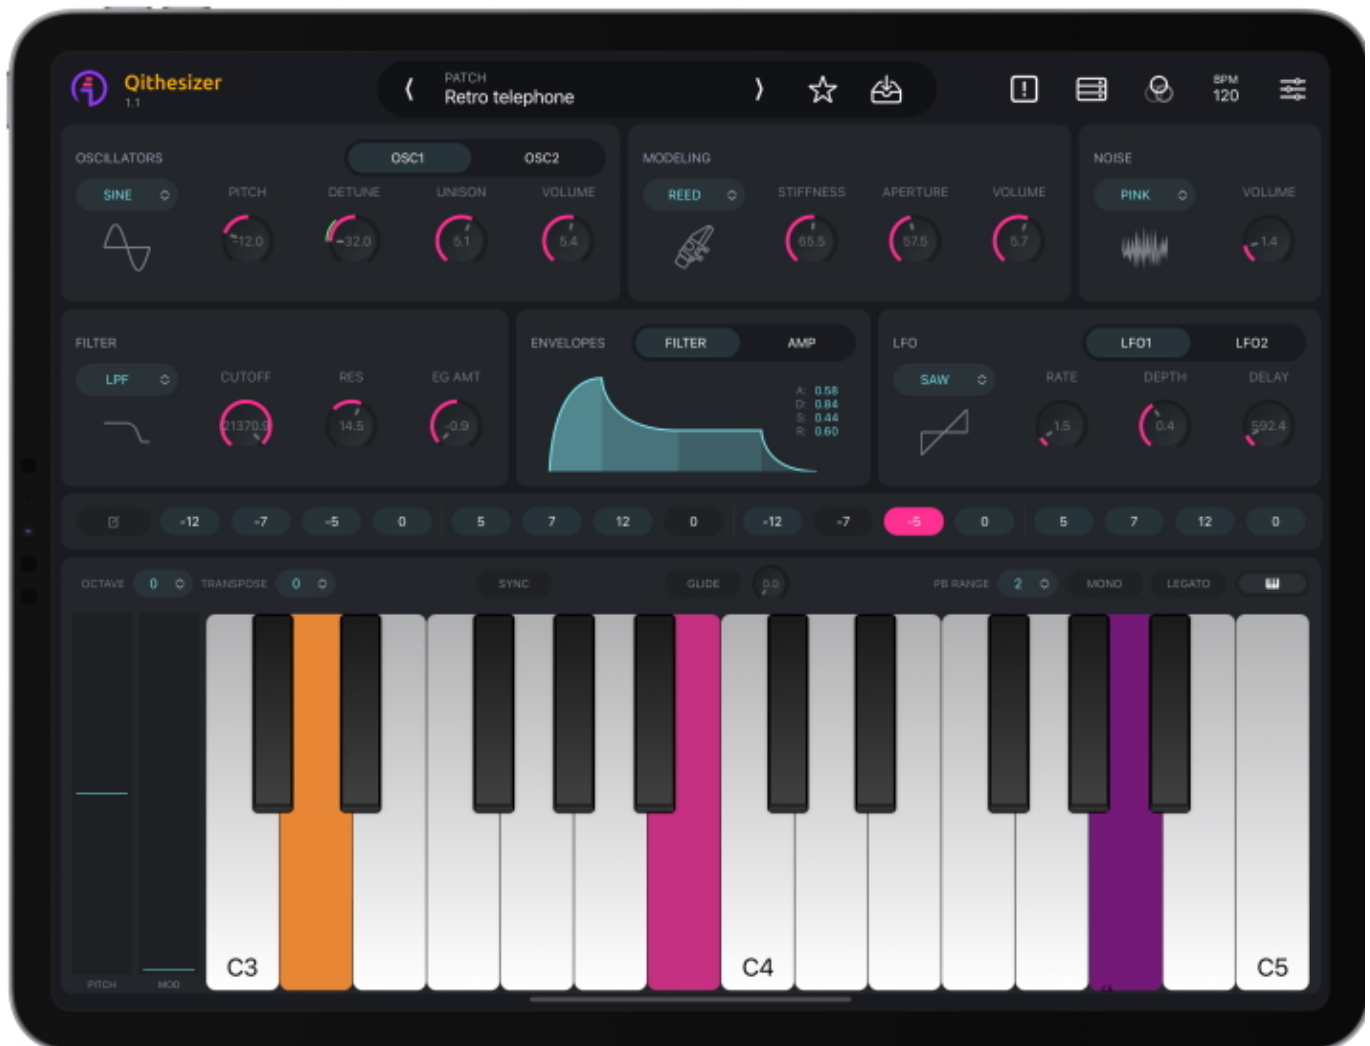 Qithesizer
1.1
PATCH
Retro telephone
BPM
120
OSCILLATORS
OSC1
OSC2
SINE
PITCH
DETUNE
UNISON
VOLUME
-12.0
-32.0
5.1
5.4
MODELING
REED
STIFFNESS
APERTURE
VOLUME
65.5
57.5
5.7
NOISE
PINK
VOLUME
1.4
FILTER
LPF
CUTOFF
RES
EG AMT
21370.9
14.5
-0.9
ENVELOPES
FILTER
AMP
A: 0.58
D: 0.84
S: 0.44
R: 0.60
LFO
LFO1
LFO2
SAW
RATE
DEPTH
DELAY
1.5
0.4
592.4
-12 -7 -5 0 5 7 12 0 -12 -7 -5 0 5 7 12 0
OCTAVE 0 TRANSPOSE 0 SYNC GLIDE 0.0 PB RANGE 2 MONO LEGATO
C3 C4 C5
PITCH MOD